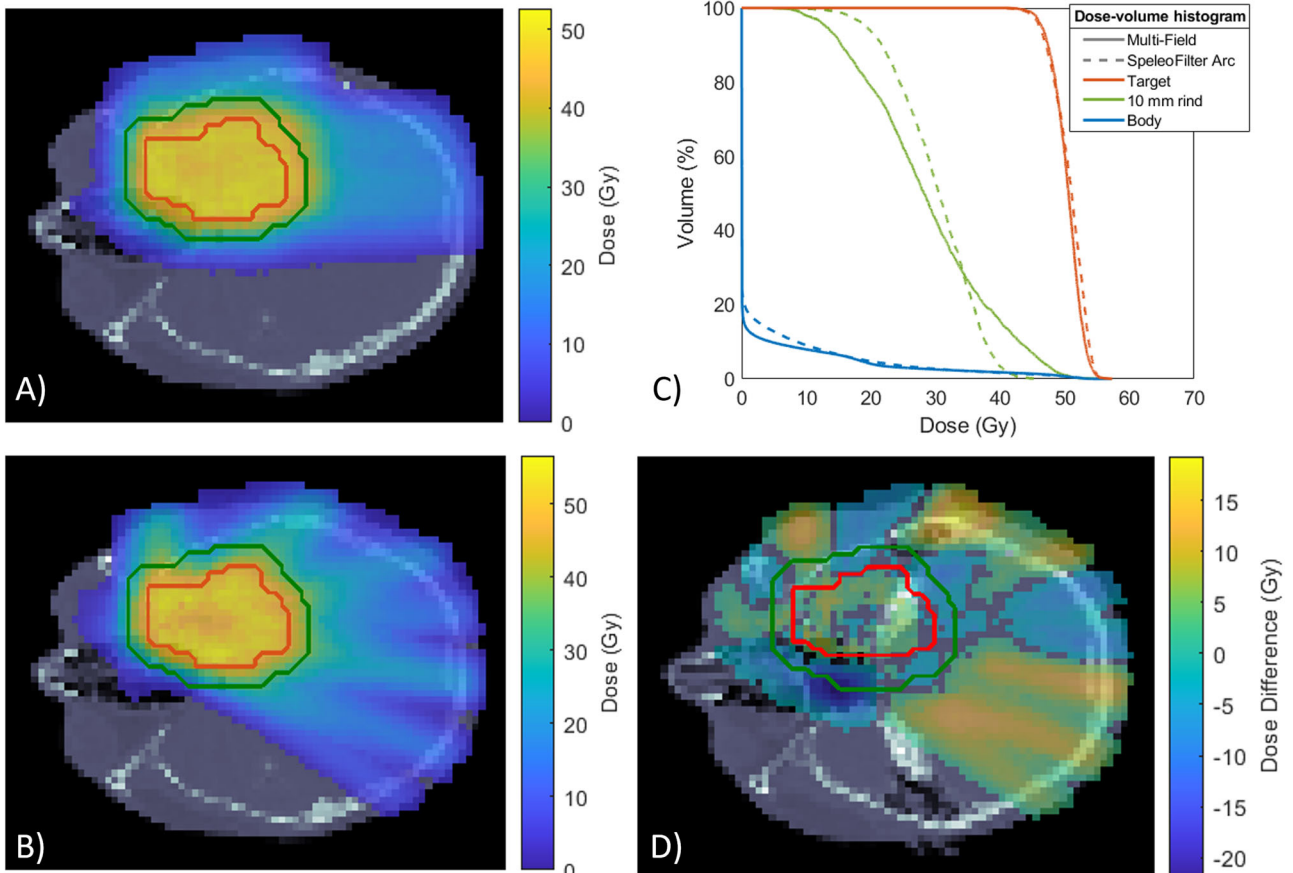 50
40
30
20
10
0
Dose (Gy)
A)
100
80
60
40
20
0
Volume (%)
0 10 20 30 40 50 60 70
Dose (Gy)
C)
Dose-volume histogram
Multi-Field
SpeleoFilter Arc
Target
10 mm rind
Body
50
40
30
20
10
0
Dose (Gy)
B)
15
10
5
0
-5
-10
-15
-20
Dose Difference (Gy)
D)